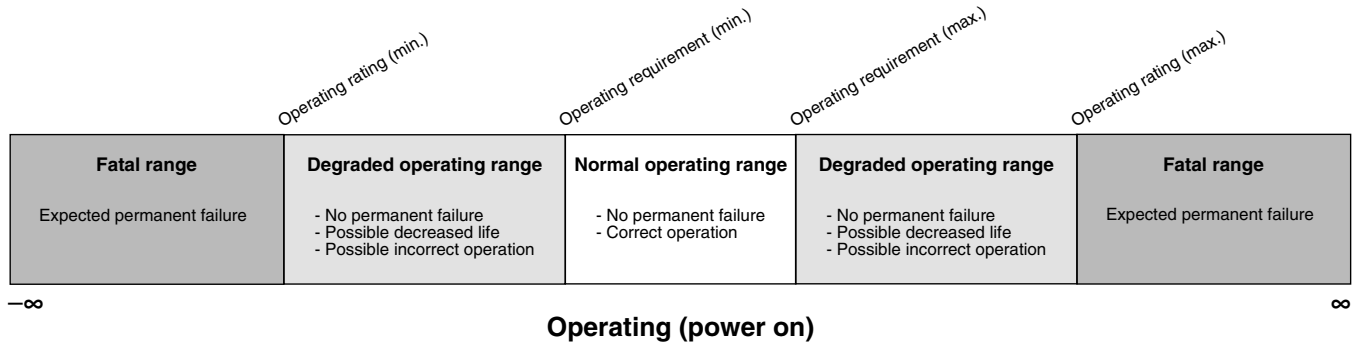 Operating rating (min.)
Operating requirement (min.)
Operating requirement (max.)
Operating rating (max.)
Fatal range
Expected permanent failure
Degraded operating range
- No permanent failure
- Possible decreased life
- Possible incorrect operation
Normal operating range
- No permanent failure
- Correct operation
Degraded operating range
- No permanent failure
- Possible decreased life
- Possible incorrect operation
Fatal range
Expected permanent failure
–∞
∞
Operating (power on)